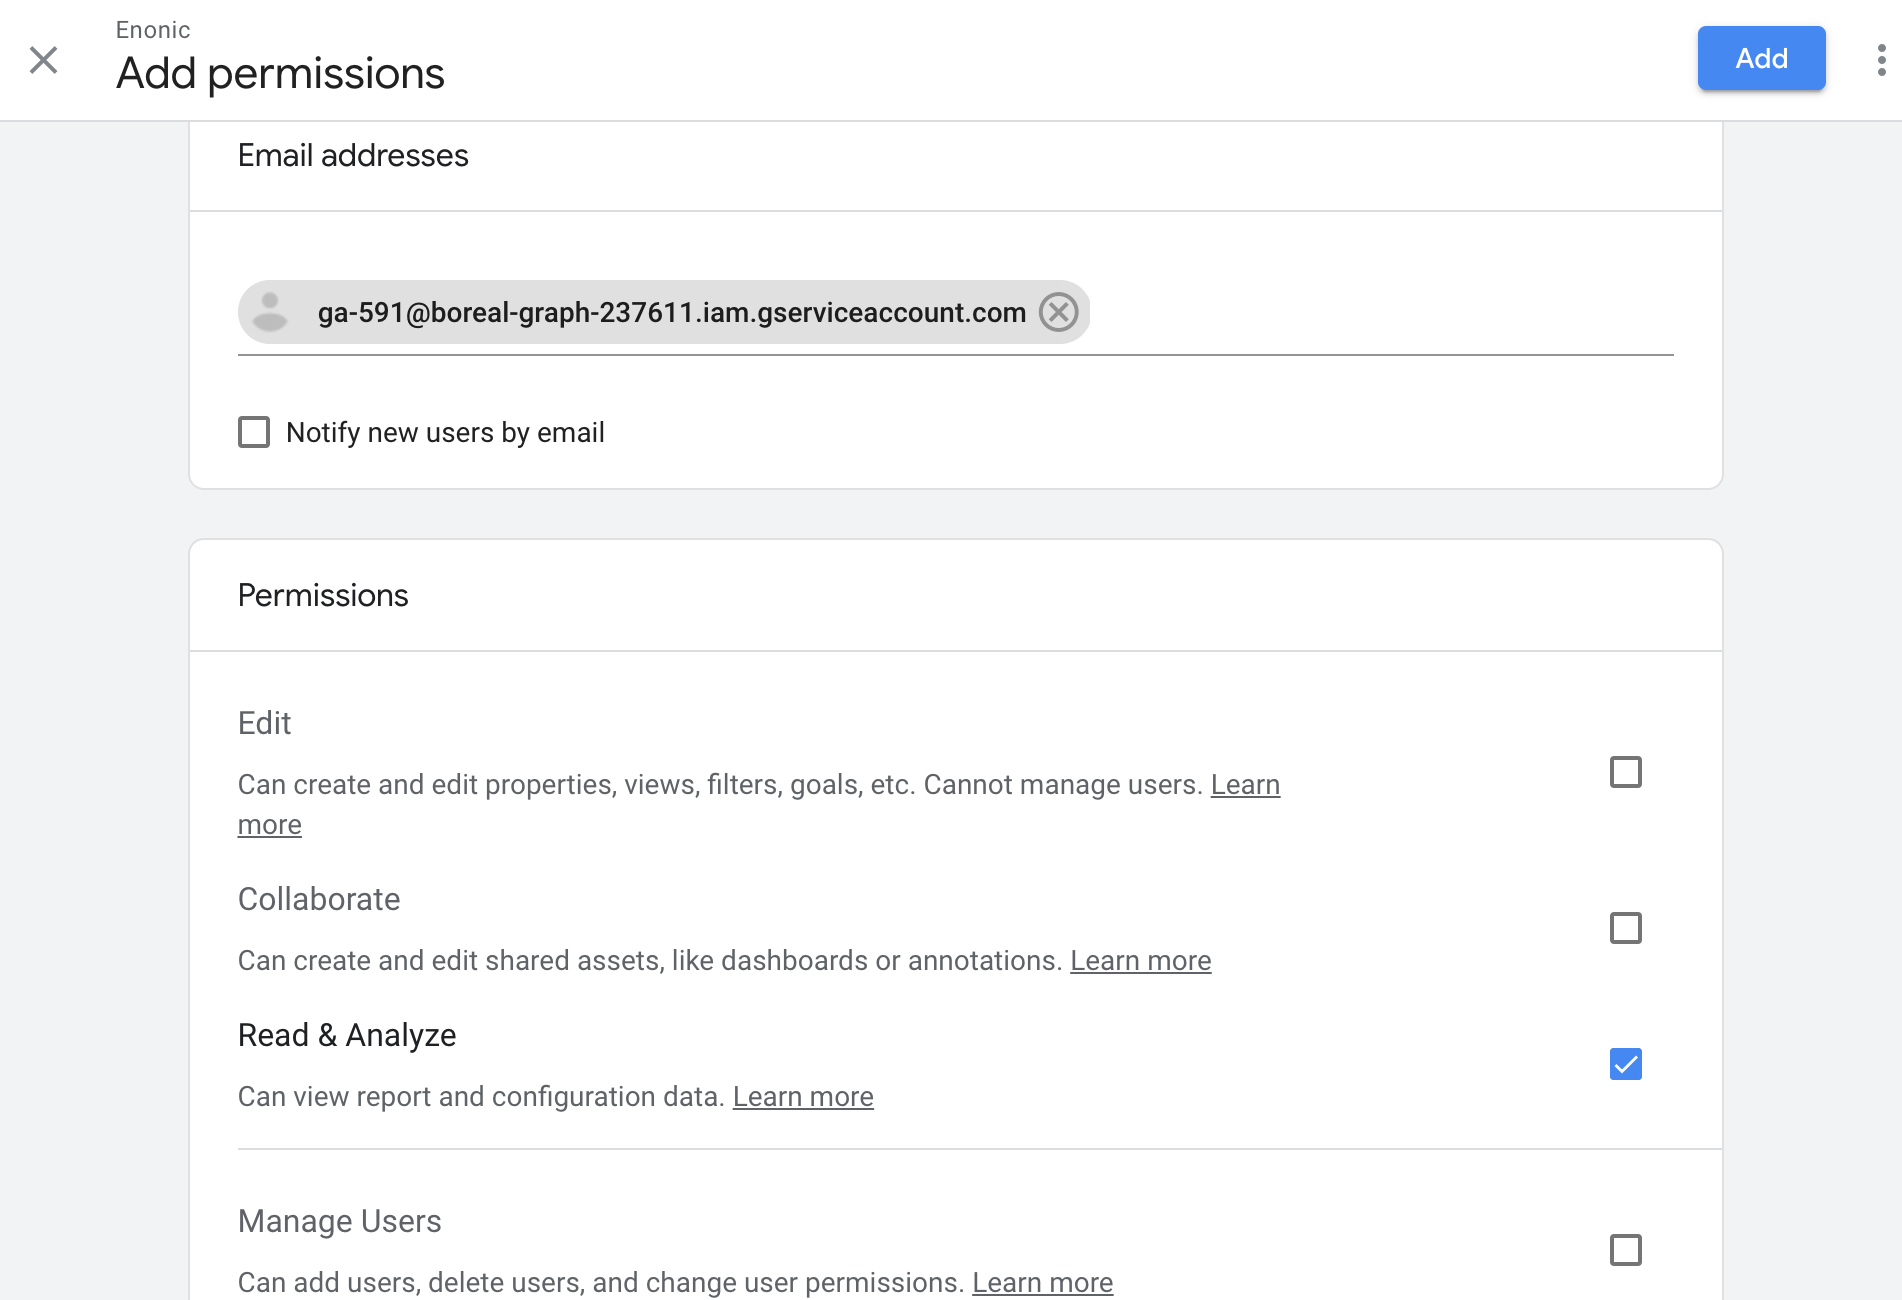 Enonic
Add permissions
Add
Email addresses
ga-591@boreal-graph-237611.iam.gserviceaccount.com
Notify new users by email
Permissions
Edit
Can create and edit properties, views, filters, goals, etc. Cannot manage users. Learn
more
Collaborate
Can create and edit shared assets, like dashboards or annotations. Learn more
Read & Analyze
Can view report and configuration data. Learn more
Manage Users
Can add users, delete users, and change user permissions. Learn more